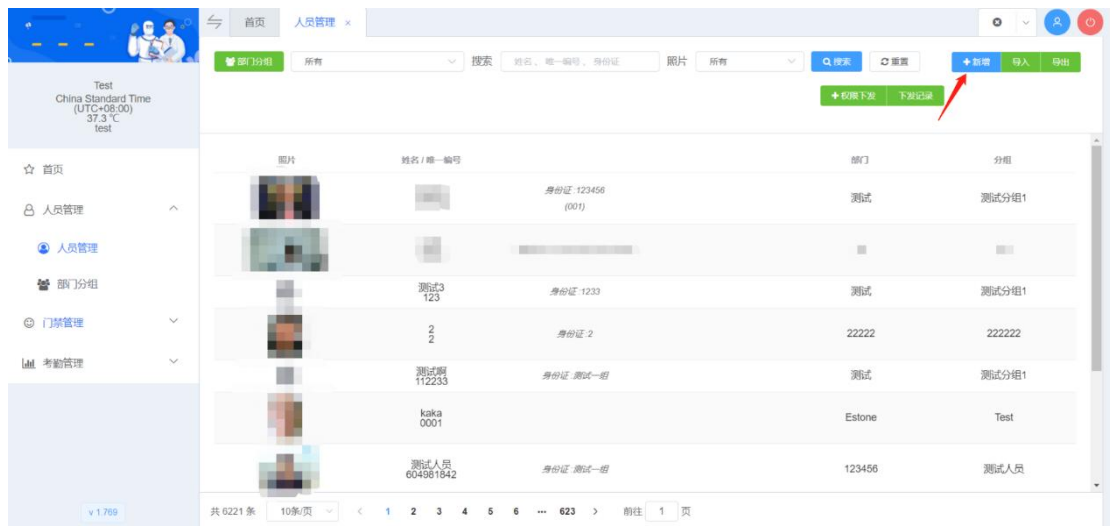 首页
人员管理 ×
Test
China Standard Time
(UTC+08:00)
37.3 ℃
test
首页
人员管理
人员管理
部门分组
门禁管理
考勤管理
v 1.769
部门分组 所有 搜索 姓名、唯一编号、身份证 照片 所有 搜索 重置 +新增 导入 导出
+权限下发 下发记录
照片 姓名 / 唯一编号 部门 分组
身份证 :123456
(001)
测试 测试分组1
测试3
123
身份证 :1233 测试 测试分组1
2
2
身份证 :2 22222 222222
测试啊
112233
身份证 :测试一组 测试 测试分组1
kaka
0001
Estone Test
测试人员
604981842
身份证 :测试一组 123456 测试人员
共 6221 条 10条/页 < 1 2 3 4 5 6 ··· 623 > 前往 1 页